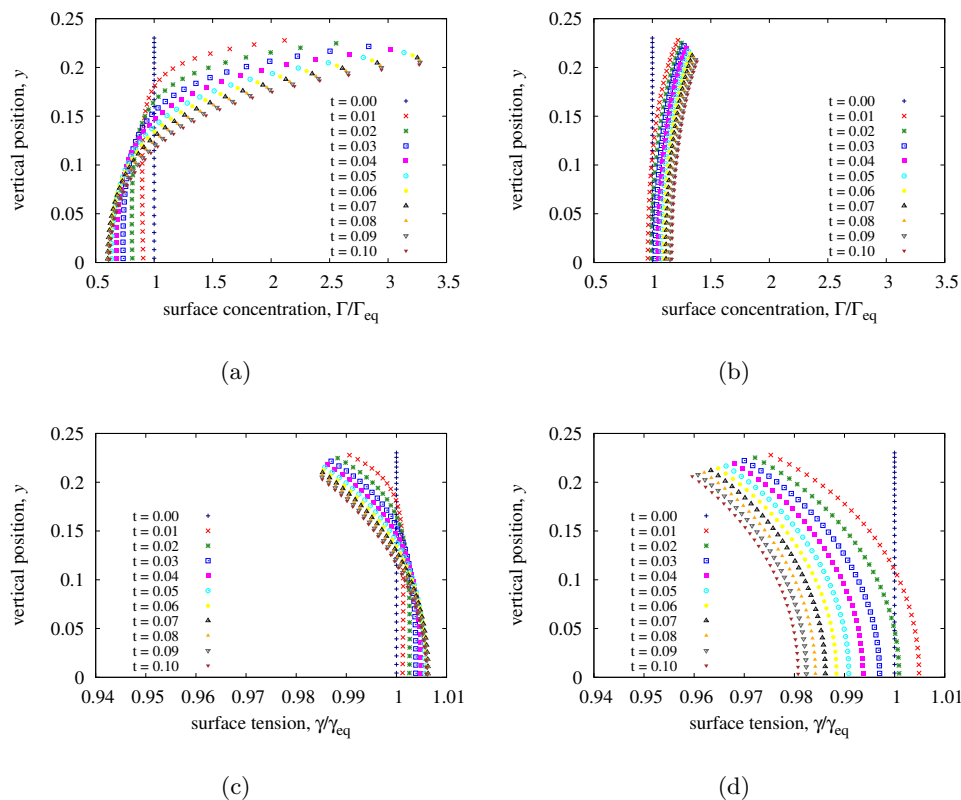 0.25
0.2
0.15
0.1
0.05
0
vertical position, y
t = 0.00
t = 0.01
t = 0.02
t = 0.03
t = 0.04
t = 0.05
t = 0.06
t = 0.07
t = 0.08
t = 0.09
t = 0.10
0.5 1 1.5 2 2.5 3 3.5
surface concentration, Γ/Γeq
(a)
0.25
0.2
0.15
0.1
0.05
0
vertical position, y
t = 0.00
t = 0.01
t = 0.02
t = 0.03
t = 0.04
t = 0.05
t = 0.06
t = 0.07
t = 0.08
t = 0.09
t = 0.10
0.5 1 1.5 2 2.5 3 3.5
surface concentration, Γ/Γeq
(b)
0.25
0.2
0.15
0.1
0.05
0
vertical position, y
t = 0.00
t = 0.01
t = 0.02
t = 0.03
t = 0.04
t = 0.05
t = 0.06
t = 0.07
t = 0.08
t = 0.09
t = 0.10
0.94 0.95 0.96 0.97 0.98 0.99 1 1.01
surface tension, γ/γeq
(c)
0.25
0.2
0.15
0.1
0.05
0
vertical position, y
t = 0.00
t = 0.01
t = 0.02
t = 0.03
t = 0.04
t = 0.05
t = 0.06
t = 0.07
t = 0.08
t = 0.09
t = 0.10
0.94 0.95 0.96 0.97 0.98 0.99 1 1.01
surface tension, γ/γeq
(d)